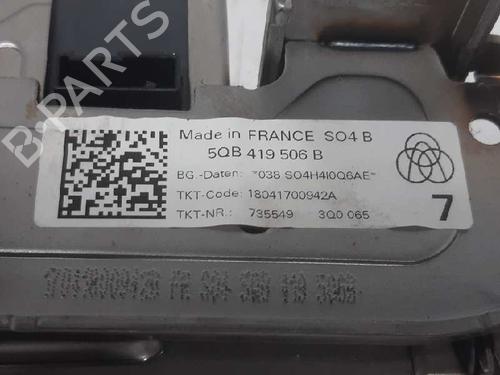 B-PARTS
Made in FRANCE SO4 B
5QB 419 506 B
BG.-Daten: *038 SO4H4I0Q6AE*
TKT-Code: 18041700942A
TKT-NR.: 735549 3Q0 065
7